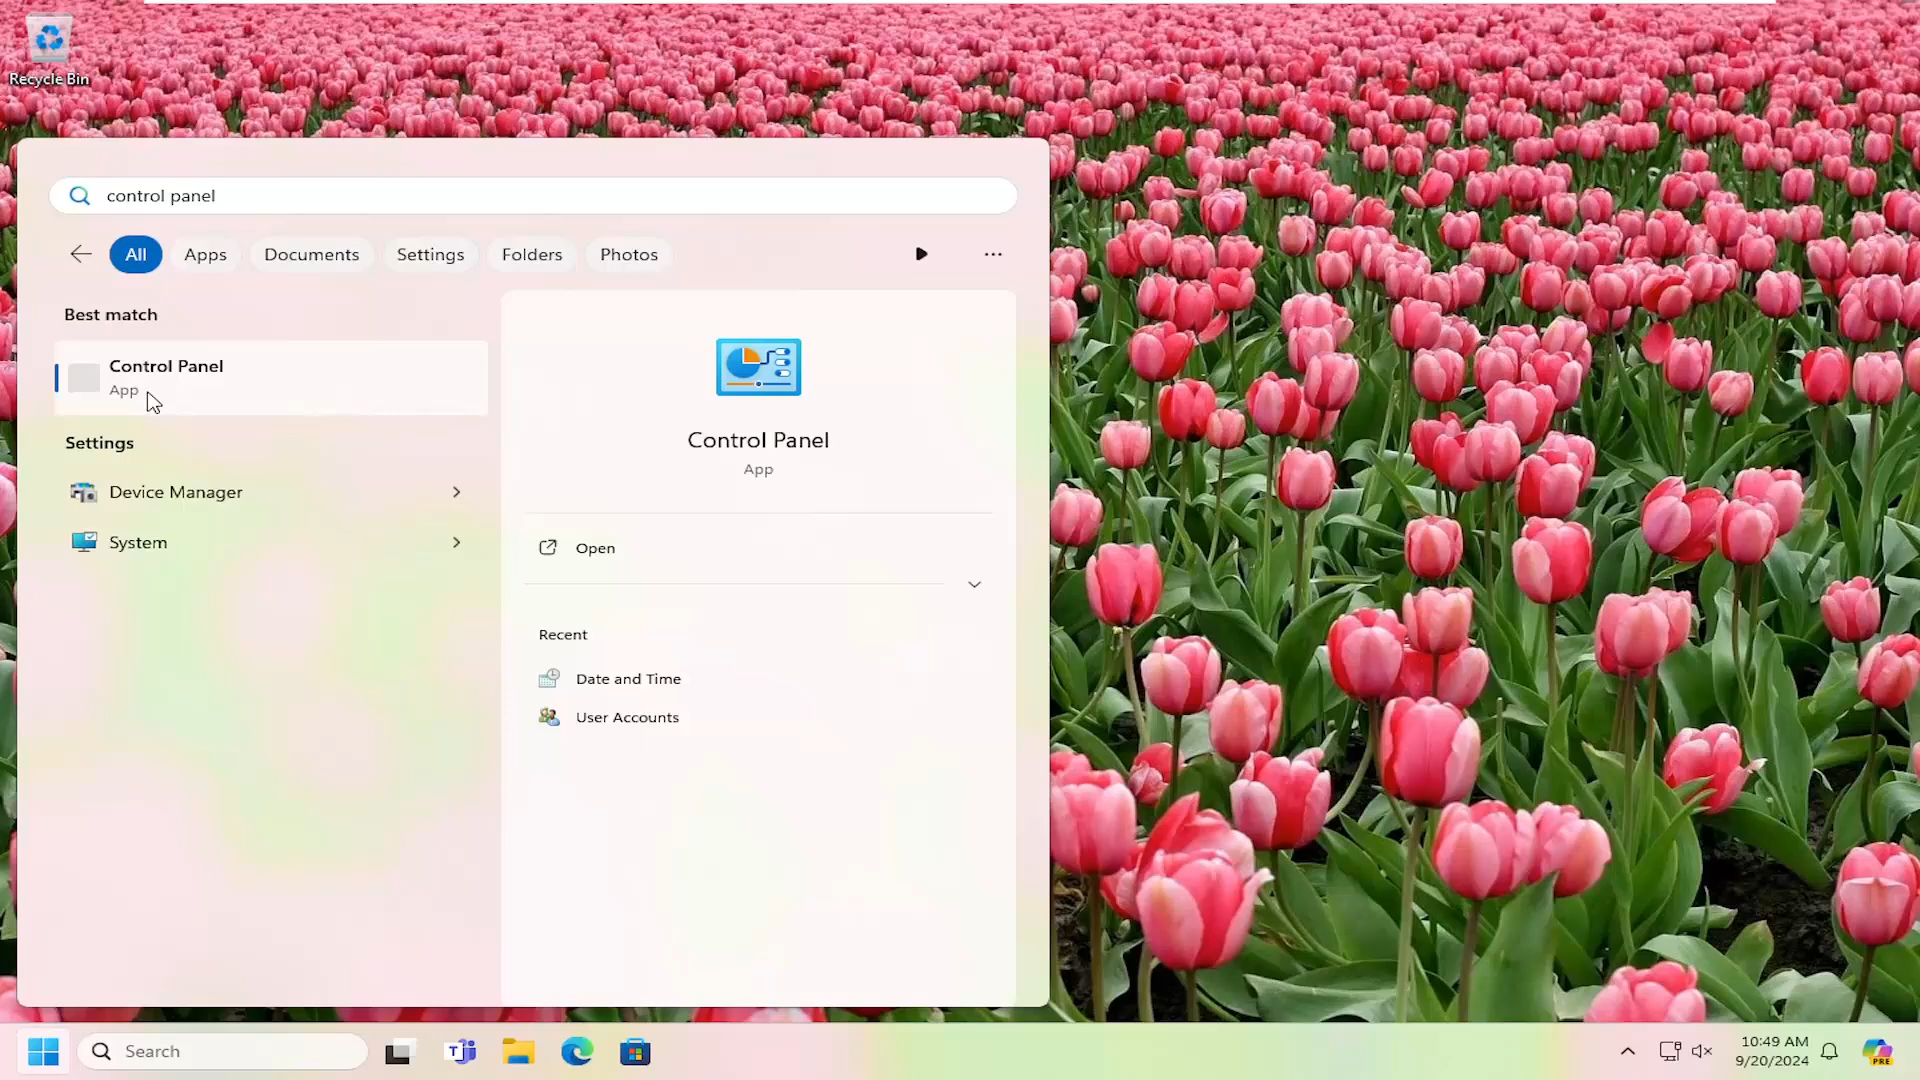 Recycle Bin
control panel
All Apps Documents Settings Folders Photos
Best match
Control Panel
App
Settings
Device Manager
System
Control Panel
App
Open
Recent
Date and Time
User Accounts
Search
T
10:49 AM
9/20/2024
PRE